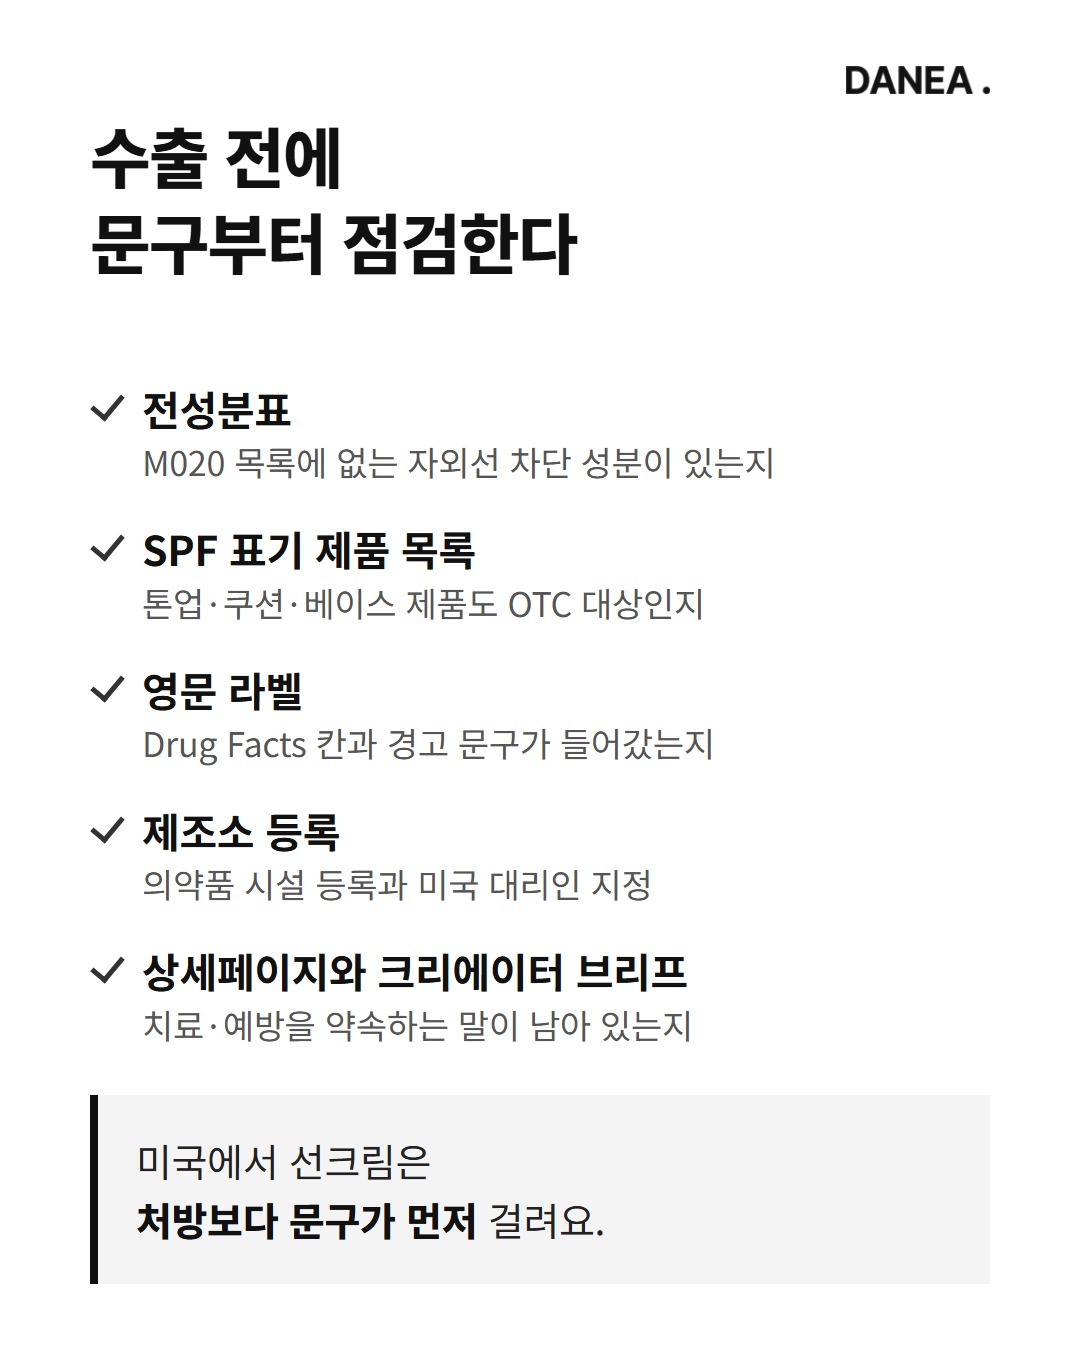 DANEA .
수출 전에
문구부터 점검한다
전성분표
M020 목록에 없는 자외선 차단 성분이 있는지
SPF 표기 제품 목록
톤업·쿠션·베이스 제품도 OTC 대상인지
영문 라벨
Drug Facts 칸과 경고 문구가 들어갔는지
제조소 등록
의약품 시설 등록과 미국 대리인 지정
상세페이지와 크리에이터 브리프
치료·예방을 약속하는 말이 남아 있는지
미국에서 선크림은
처방보다 문구가 먼저 걸려요.